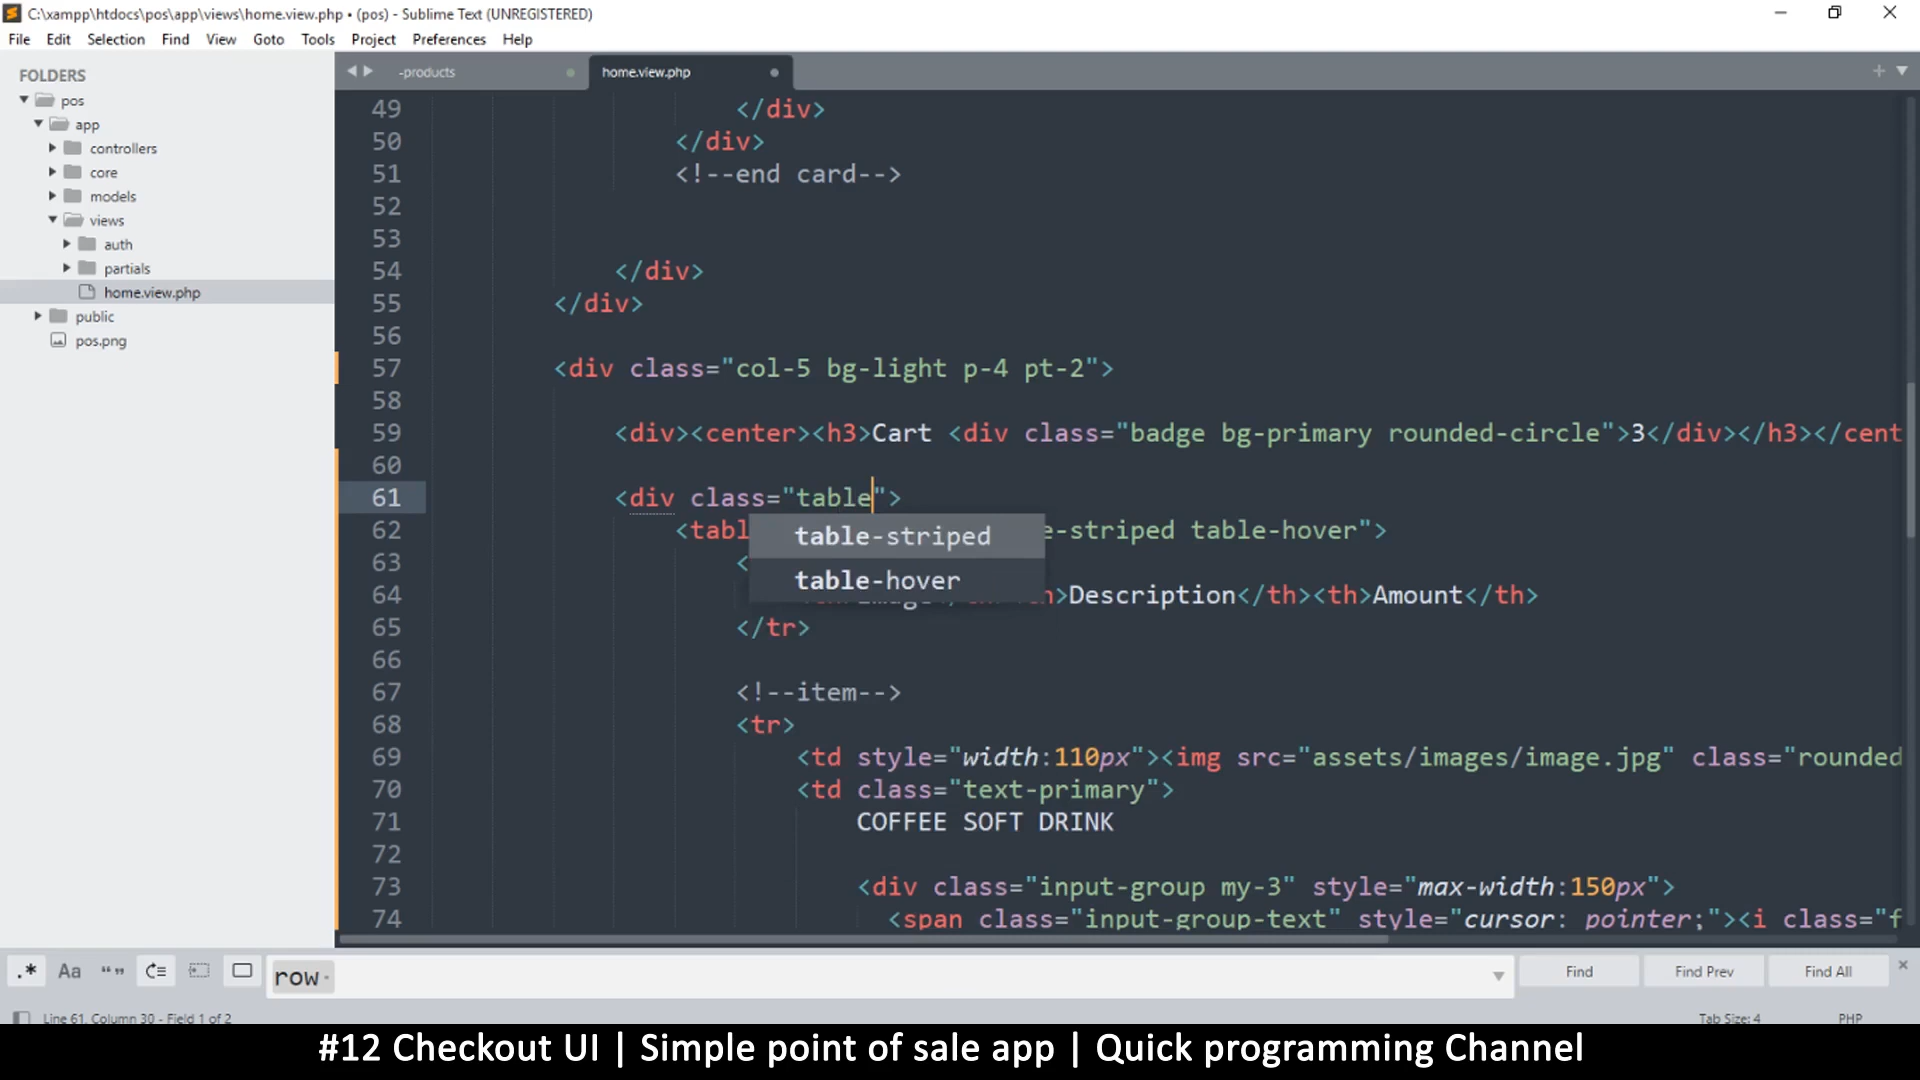 C:\xampp\htdocs\pos\app\views\home.view.php • (pos) - Sublime Text (UNREGISTERED)
File Edit Selection Find View Goto Tools Project Preferences Help
FOLDERS
pos
app
controllers
core
models
views
auth
partials
home.view.php
public
pos.png
-products
home.view.php
49 </div>
50 </div>
51 <!--end card-->
52
53
54 </div>
55 </div>
56
57 <div class="col-5 bg-light p-4 pt-2">
58
59 <div><center><h3>Cart <div class="badge bg-primary rounded-circle">3</div></h3></cent
60
61 <div class="table">
62 <tabl e-striped table-hover">
table-striped
table-hover
63 <
64 >Description</th><th>Amount</th>
65 </tr>
66
67 <!--item-->
68 <tr>
69 <td style="width:110px"><img src="assets/images/image.jpg" class="rounded
70 <td class="text-primary">
71 COFFEE SOFT DRINK
72
73 <div class="input-group my-3" style="max-width:150px">
74 <span class="input-group-text" style="cursor: pointer;"><i class="f
.* Aa “” row Find Find Prev Find All
Line 61, Column 30 - Field 1 of 2 Tab Size: 4 PHP
#12 Checkout UI | Simple point of sale app | Quick programming Channel